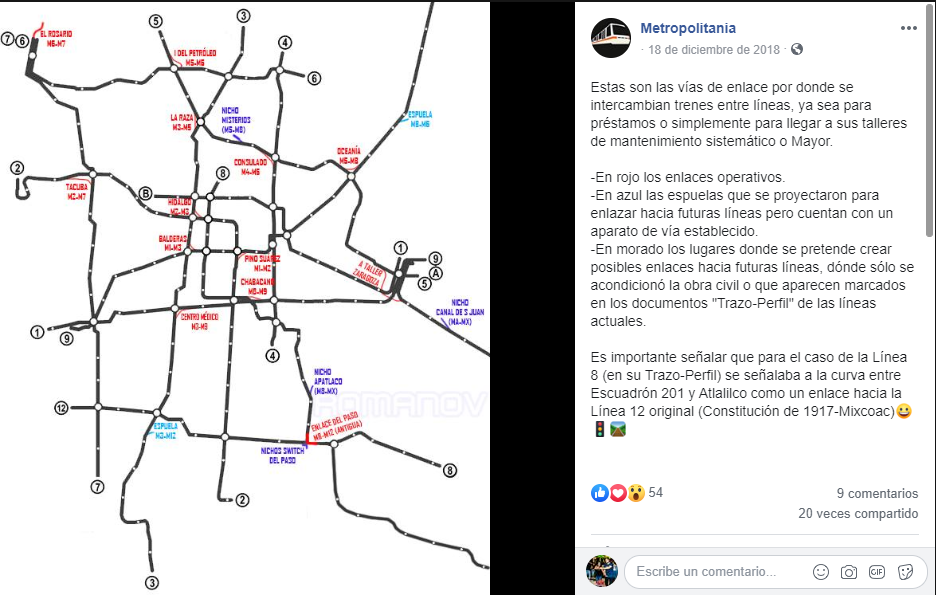 EL ROSARIO
M6-M7
7
6
5
3
4
6
I DEL PETRÓLEO
M5-M6
LA RAZA
M3-M5
NICHO
MISTERIOS
(M5-M8)
ESPUELA
CONSULADO
M4-M5
OCEANÍA
2
TACUBA
M2-M7
B
8
HIDALGO
M2-M3
BALDERAS
M1-M3
PINO SUÁREZ
M1-M2
CHABACANO
A TALLER
ZARAGOZA
1
9
A
5
NICHO
CANAL DE S JUAN
(MA-MX)
CENTRO MÉDICO
M3-M9
1
9
4
NICHO
APATLACO
(M8-MX)
ROMANOV
12
ESPUELA
M3-M12
ENLACE DEL PASO
M8-M12 (ANTIGUA)
NICHOS SWITCH
DEL PASO
7
2
8
3
Metropolitania
· 18 de diciembre de 2018 ·
Estas son las vías de enlace por donde se
intercambian trenes entre líneas, ya sea para
préstamos o simplemente para llegar a sus talleres
de mantenimiento sistemático o Mayor.
-En rojo los enlaces operativos.
-En azul las espuelas que se proyectaron para
enlazar hacia futuras líneas pero cuentan con un
aparato de vía establecido.
-En morado los lugares donde se pretende crear
posibles enlaces hacia futuras líneas, dónde sólo se
acondicionó la obra civil o que aparecen marcados
en los documentos "Trazo-Perfil" de las líneas
actuales.
Es importante señalar que para el caso de la Línea
8 (en su Trazo-Perfil) se señalaba a la curva entre
Escuadrón 201 y Atlalilco como un enlace hacia la
Línea 12 original (Constitución de 1917-Mixcoac)😀
🚦🛤️
54
9 comentarios
20 veces compartido
Escribe un comentario...
GIF